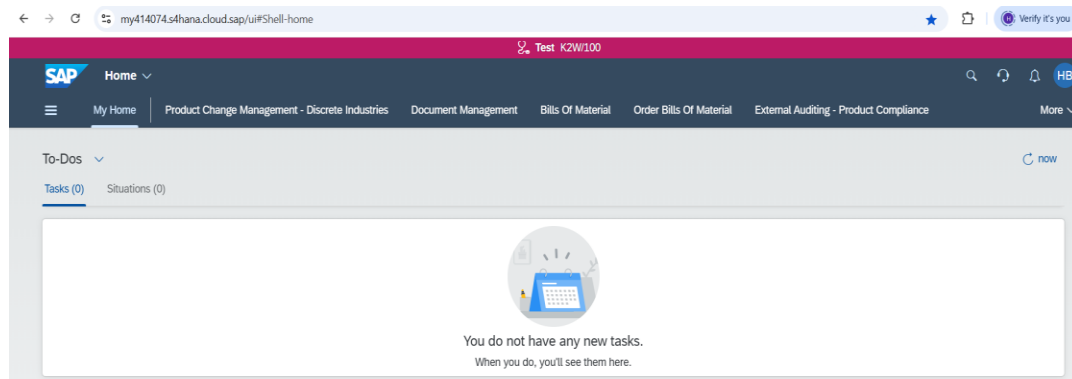 my414074.s4hana.cloud.sap/ui#Shell-home
H Verify it's you
Test K2W/100
SAP Home
HB
My Home Product Change Management - Discrete Industries Document Management Bills Of Material Order Bills Of Material External Auditing - Product Compliance More
To-Dos
now
Tasks (0) Situations (0)
You do not have any new tasks.
When you do, you'll see them here.